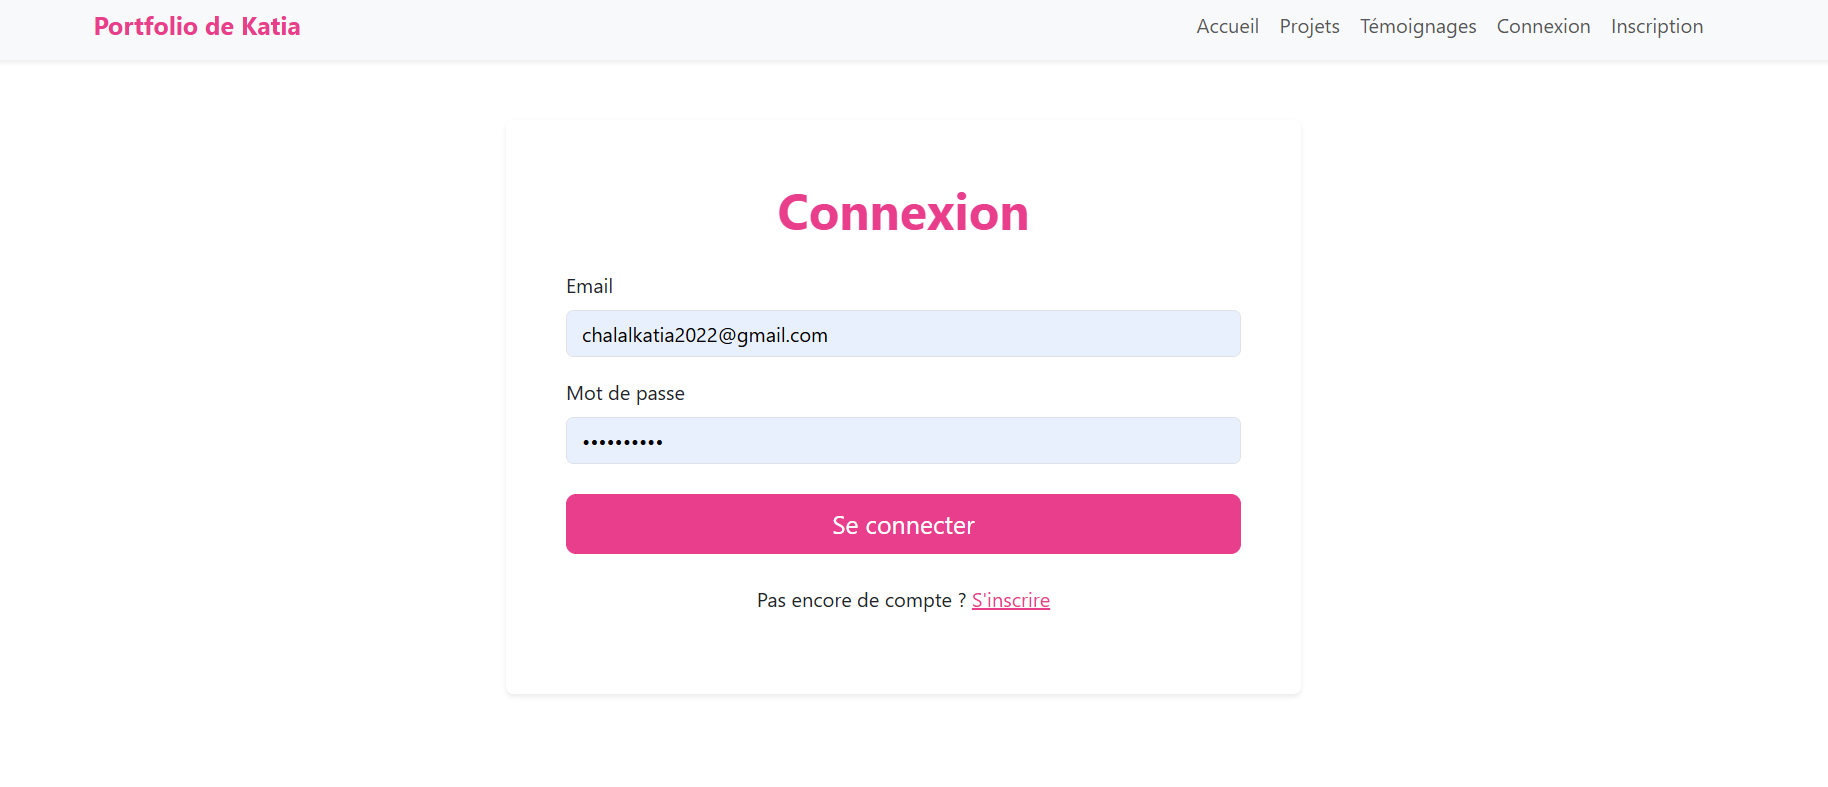 Portfolio de Katia
Accueil Projets Témoignages Connexion Inscription
Connexion
Email
chalalkatia2022@gmail.com
Mot de passe
••••••••••
Se connecter
Pas encore de compte ? S'inscrire